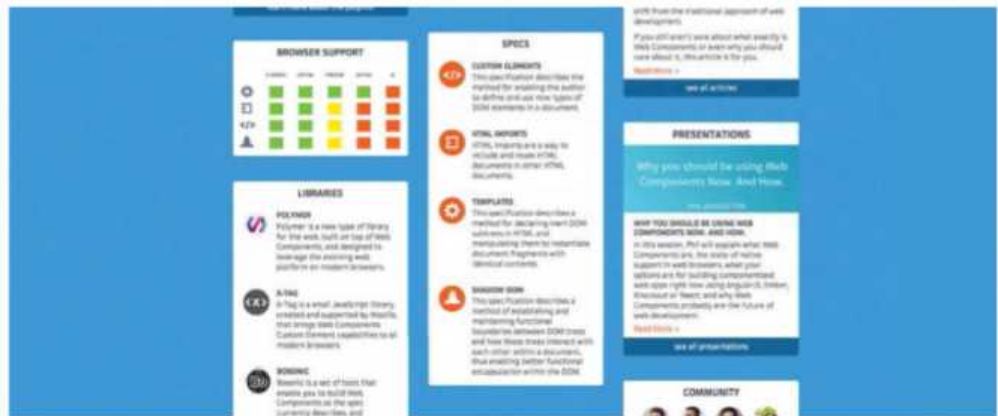 BROWSER SUPPORT
CHROME OPERA FIREFOX SAFARI IE
LIBRARIES
POLYMER
Polymer is a new type of library
for the web, built on top of Web
Components, and designed to
leverage the evolving web
platform on modern browsers.
X-TAG
X-Tag is a small JavaScript library,
created and supported by Mozilla,
that brings Web Components
Custom Element capabilities to all
modern browsers.
BOSONIC
Bosonic is a set of tools that
enable you to build Web
Components as the spec
currently describes, and
SPECS
CUSTOM ELEMENTS
This specification describes the
method for enabling the author
to define and use new types of
DOM elements in a document.
HTML IMPORTS
HTML Imports are a way to
include and reuse HTML
documents in other HTML
documents.
TEMPLATES
This specification describes a
method for declaring inert DOM
subtrees in HTML and
manipulating them to instantiate
document fragments with
identical contents.
SHADOW DOM
This specification describes a
method of establishing and
maintaining functional
boundaries between DOM trees
and how these trees interact with
each other within a document,
thus enabling better functional
encapsulation within the DOM.
shift from the traditional approach of web
development.
If you still aren't sure about what exactly is
Web Components or even why you should
care about it, this article is for you.
Read More »
see all articles
PRESENTATIONS
Why you should be using Web
Components Now. And How.
WHY YOU SHOULD BE USING WEB
COMPONENTS NOW. AND HOW.
In this session, Phil will explain what Web
Components are, the state of native
support in web browsers, what your
options are for building componentised
web apps right now using AngularJS, Ember,
Knockout or React, and why Web
Components probably are the future of
web development.
Read More »
see all presentations
COMMUNITY